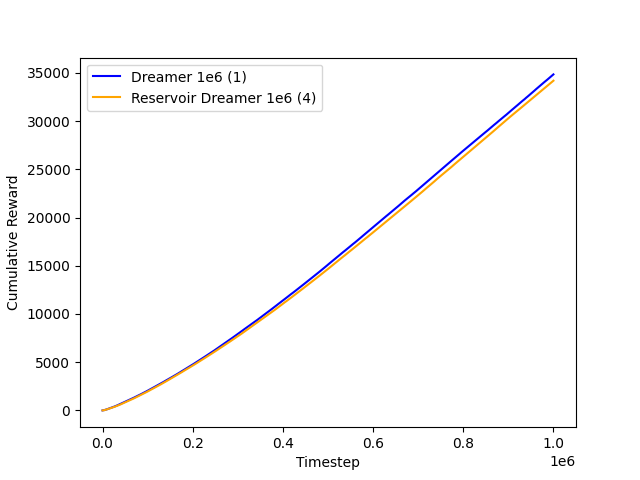 Dreamer 1e6 (1)
Reservoir Dreamer 1e6 (4)
Cumulative Reward
35000
30000
25000
20000
15000
10000
5000
0
0.0 0.2 0.4 0.6 0.8 1.0
1e6
Timestep